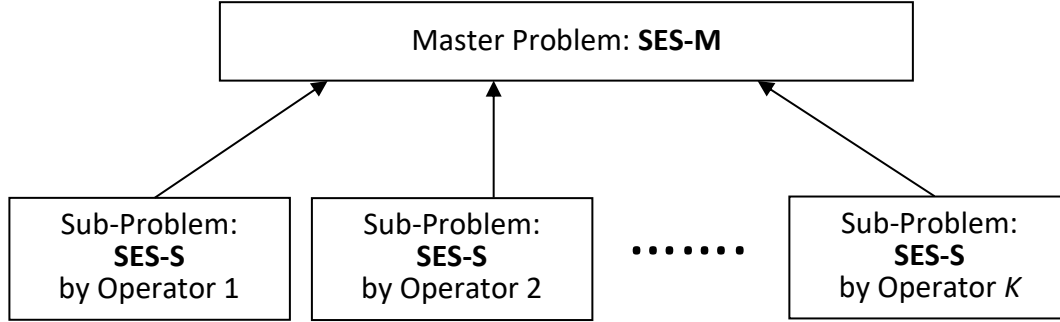 Master Problem: SES-M
Sub-Problem:
SES-S
by Operator 1
Sub-Problem:
SES-S
by Operator 2
.......
Sub-Problem:
SES-S
by Operator K